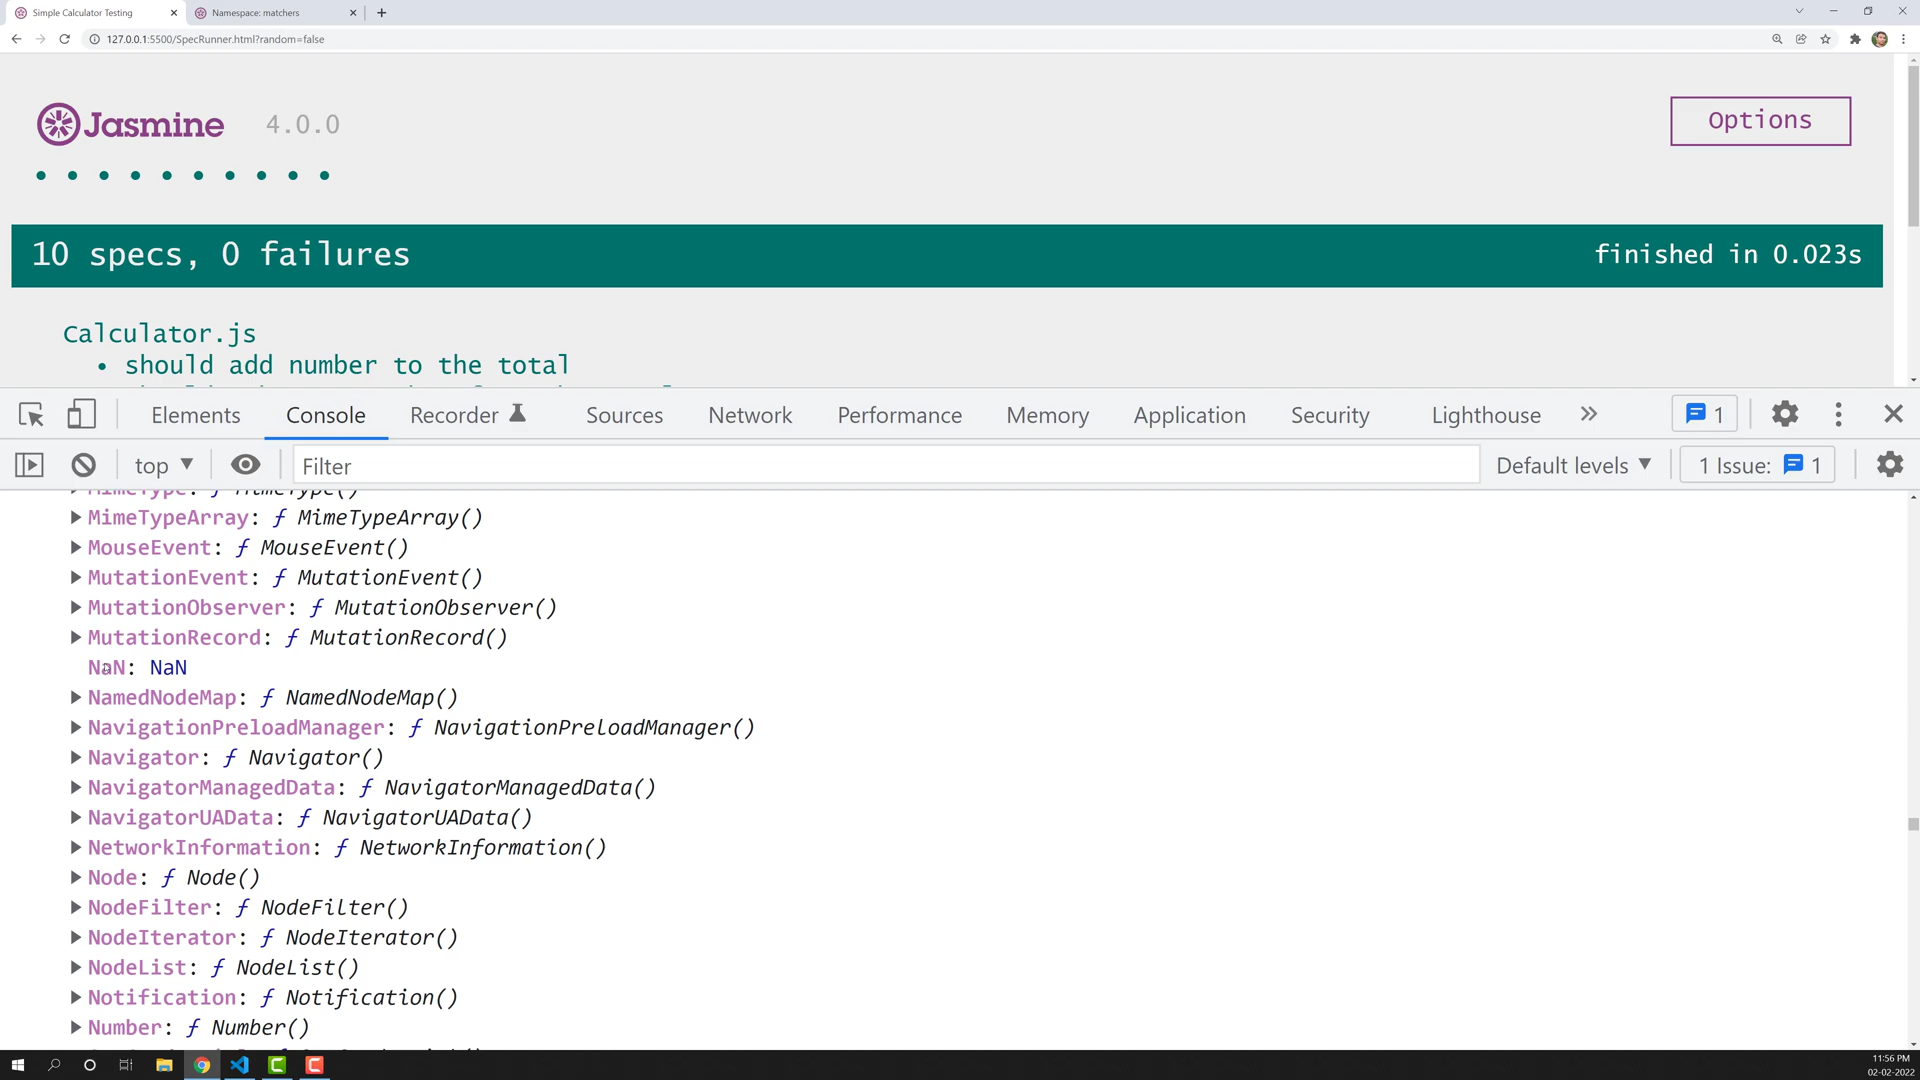 Simple Calculator Testing
Namespace: matchers
127.0.0.1:5500/SpecRunner.html?random=false
Jasmine 4.0.0
Options
10 specs, 0 failures
finished in 0.023s
Calculator.js
• should add number to the total
Elements Console Recorder Sources Network Performance Memory Application Security Lighthouse 1
top Filter Default levels 1 Issue: 1
MimeType: ƒ MimeType()
MimeTypeArray: ƒ MimeTypeArray()
MouseEvent: ƒ MouseEvent()
MutationEvent: ƒ MutationEvent()
MutationObserver: ƒ MutationObserver()
MutationRecord: ƒ MutationRecord()
NaN: NaN
NamedNodeMap: ƒ NamedNodeMap()
NavigationPreloadManager: ƒ NavigationPreloadManager()
Navigator: ƒ Navigator()
NavigatorManagedData: ƒ NavigatorManagedData()
NavigatorUAData: ƒ NavigatorUAData()
NetworkInformation: ƒ NetworkInformation()
Node: ƒ Node()
NodeFilter: ƒ NodeFilter()
NodeIterator: ƒ NodeIterator()
NodeList: ƒ NodeList()
Notification: ƒ Notification()
Number: ƒ Number()
11:56 PM
02-02-2022